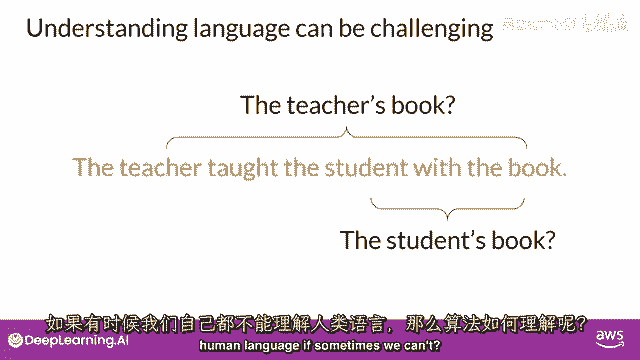 Understanding language can be challenging
The teacher's book?
The teacher taught the student with the book.
The student's book?
如果有时候我们自己都不能理解人类语言，那么算法如何理解呢？
human language if sometimes we can't?
DeepLearning.AI
aws